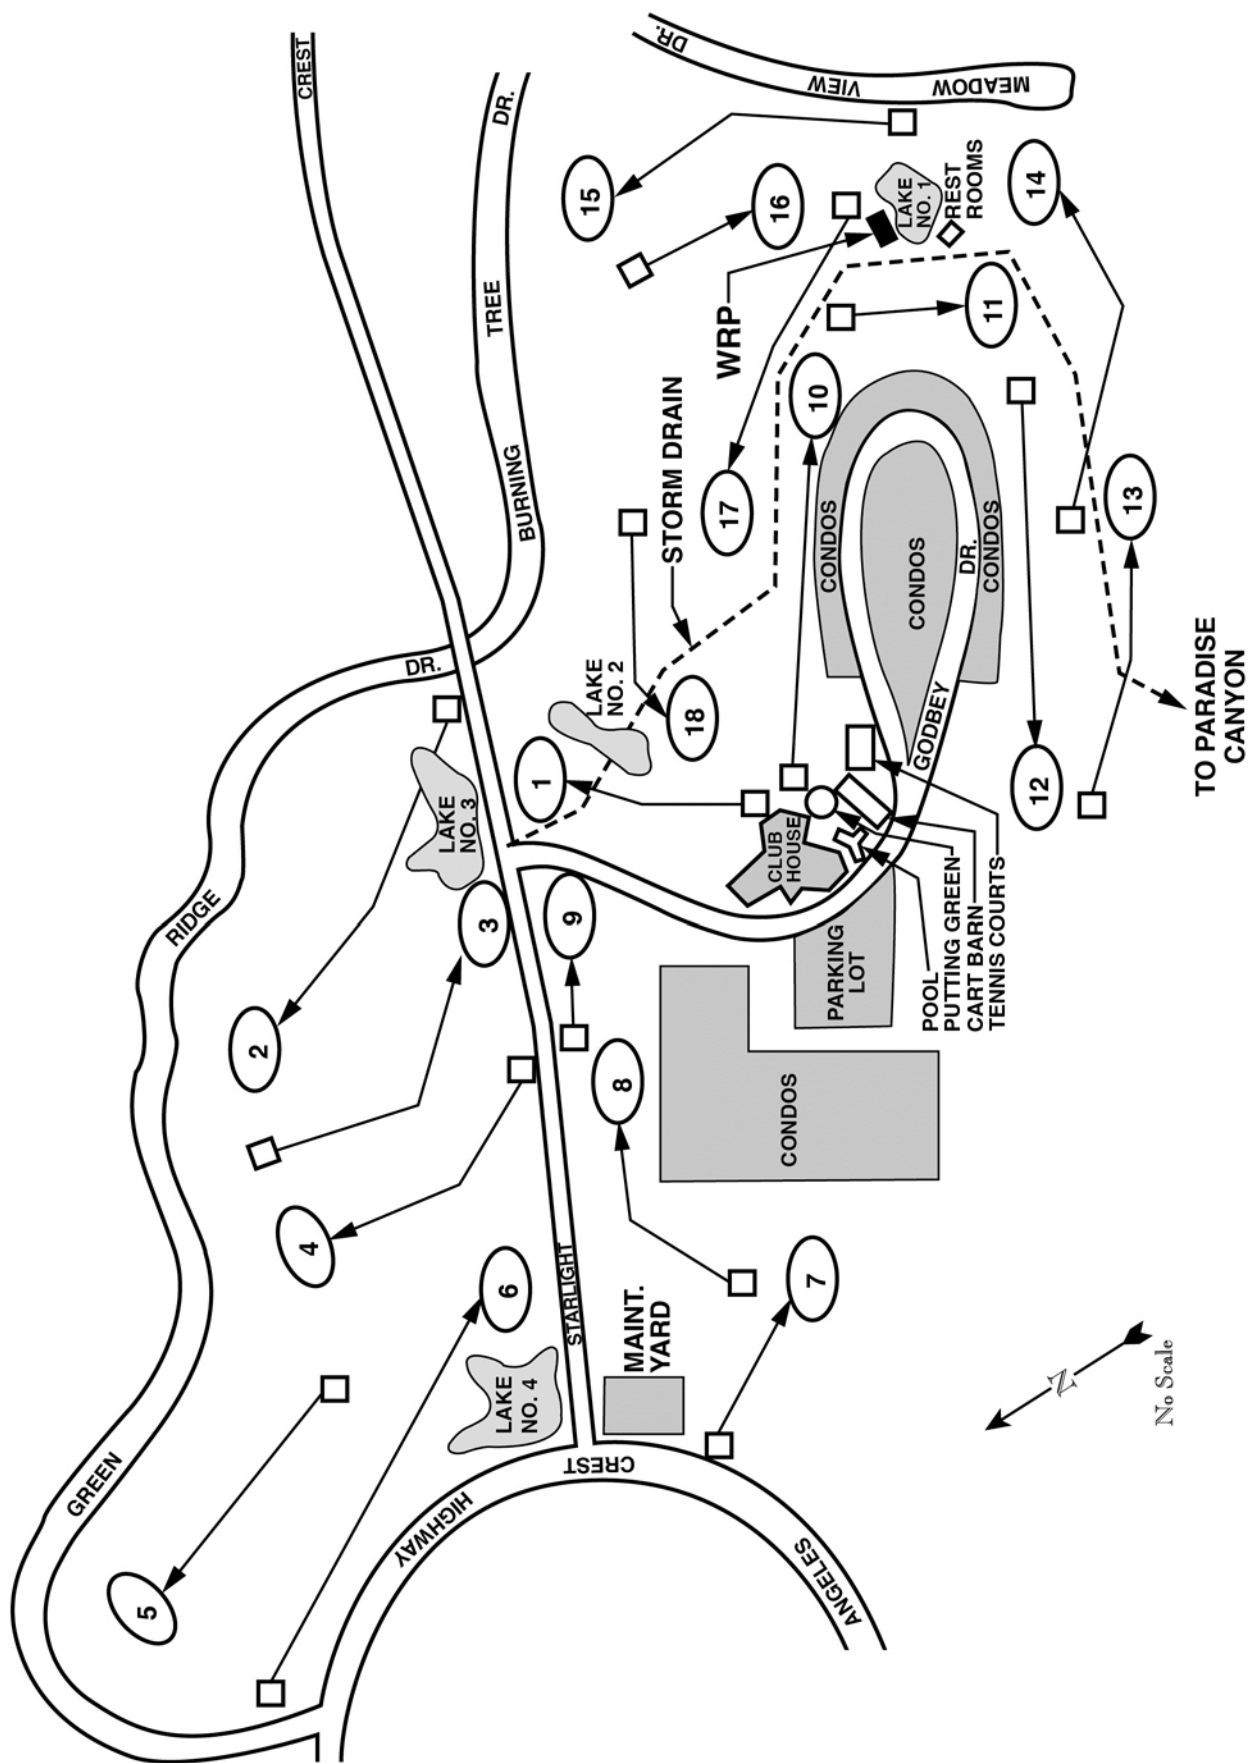 CREST
DR.
TREE
BURNING
DR.
RIDGE
GREEN
DR.
VIEW
MEADOW
15
16
14
LAKE
NO. 1
REST
ROOMS
WRP
11
10
17
STORM DRAIN
13
CONDOS
CONDOS
DR.
CONDOS
GODBEY
TO PARADISE
CANYON
LAKE
NO. 2
18
1
12
LAKE
NO. 3
CLUB
HOUSE
3
9
2
PARKING
LOT
POOL
PUTTING GREEN
CART BARN
TENNIS COURTS
8
CONDOS
4
6
7
STARLIGHT
MAINT.
YARD
LAKE
NO. 4
5
CREST
HIGHWAY
ANGELES
N
No Scale